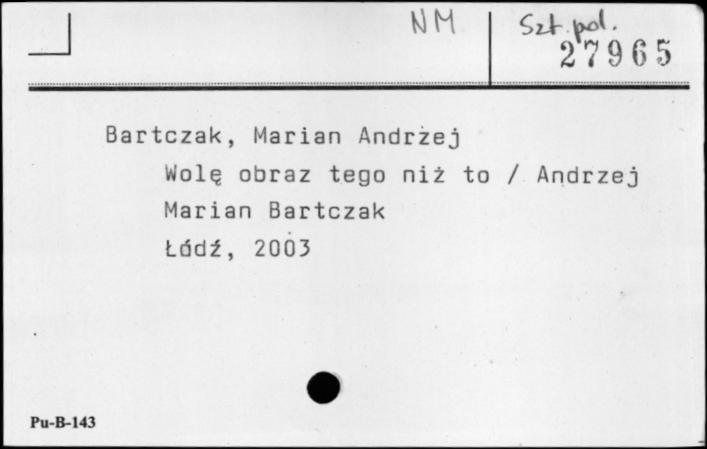 NM.
Szt. pol.
27965
Bartczak, Marian Andrzej
Wolę obraz tego niż to / Andrzej
Marian Bartczak
Łódź, 2003
Pu-B-143